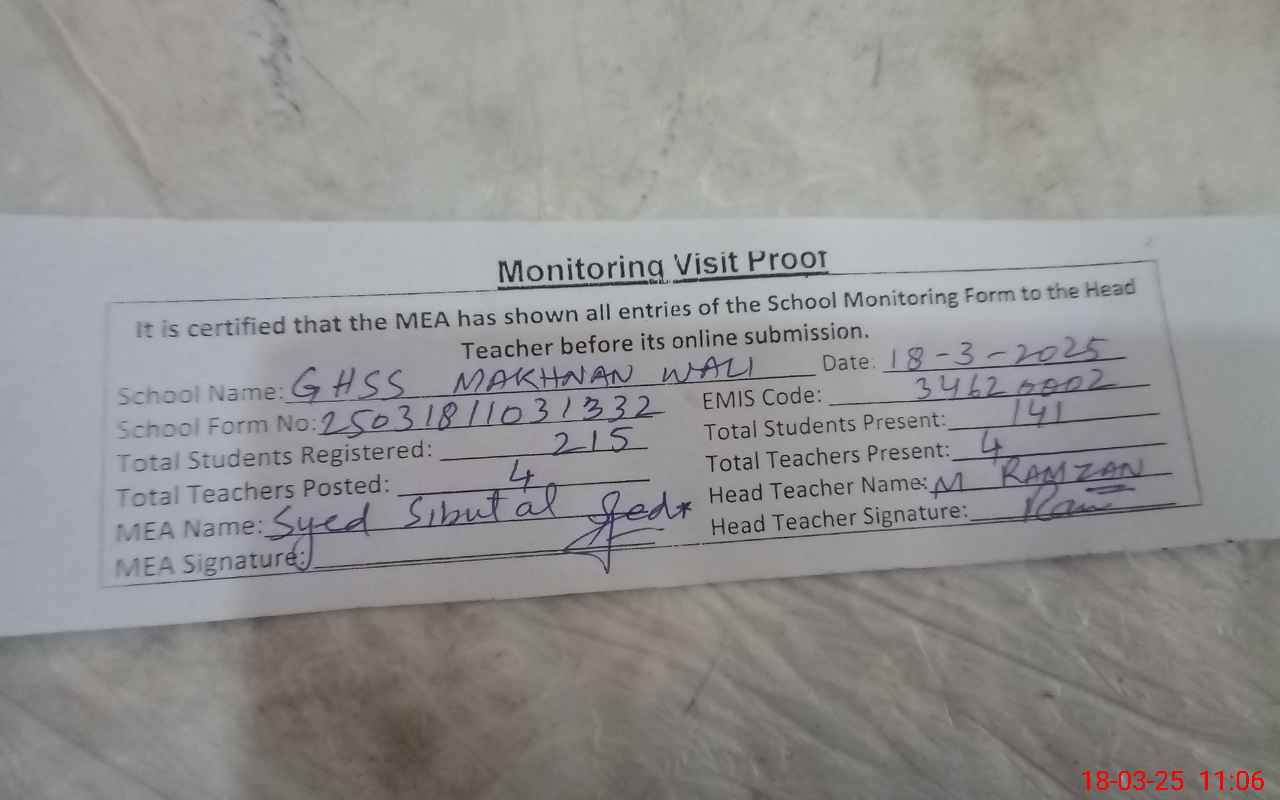 Monitoring Visit Proof
It is certified that the MEA has shown all entries of the School Monitoring Form to the Head
Teacher before its online submission.
School Name: GHSS MAKHNAN WALI Date: 18-3-2025
School Form No: 25031811031332 EMIS Code: 34620002
Total Students Registered: 215 Total Students Present: 141
Total Teachers Posted: 4 Total Teachers Present: 4
MEA Name: Syed Sibutal Head Teacher Name: M RAMZAN
MEA Signature: Head Teacher Signature:
18-03-25 11:06